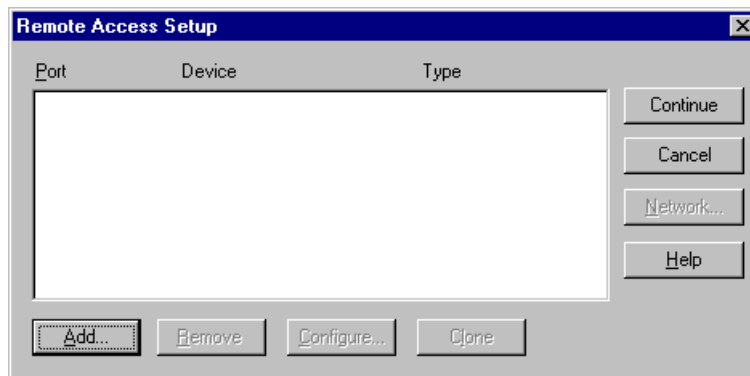 Remote Access Setup
Port Device Type
Continue
Cancel
Network...
Help
Add... Remove Configure... Clone